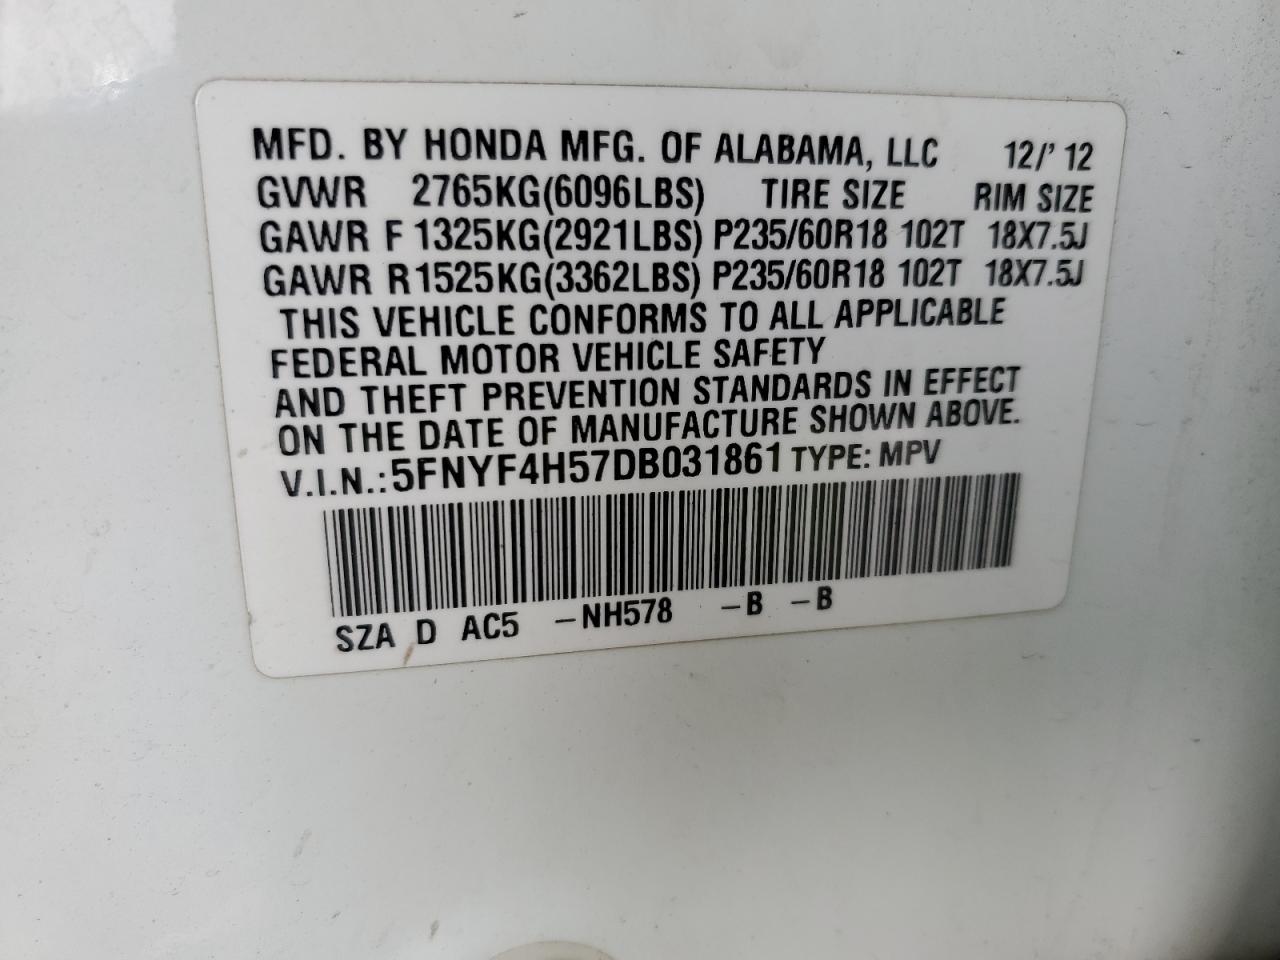 MFD. BY HONDA MFG. OF ALABAMA, LLC 12/' 12
GVWR 2765KG(6096LBS) TIRE SIZE RIM SIZE
GAWR F 1325KG(2921LBS) P235/60R18 102T 18X7.5J
GAWR R1525KG(3362LBS) P235/60R18 102T 18X7.5J
THIS VEHICLE CONFORMS TO ALL APPLICABLE
FEDERAL MOTOR VEHICLE SAFETY
AND THEFT PREVENTION STANDARDS IN EFFECT
ON THE DATE OF MANUFACTURE SHOWN ABOVE.
V.I.N.: 5FNYF4H57DB031861 TYPE: MPV
SZA D AC5 –NH578 –B –B